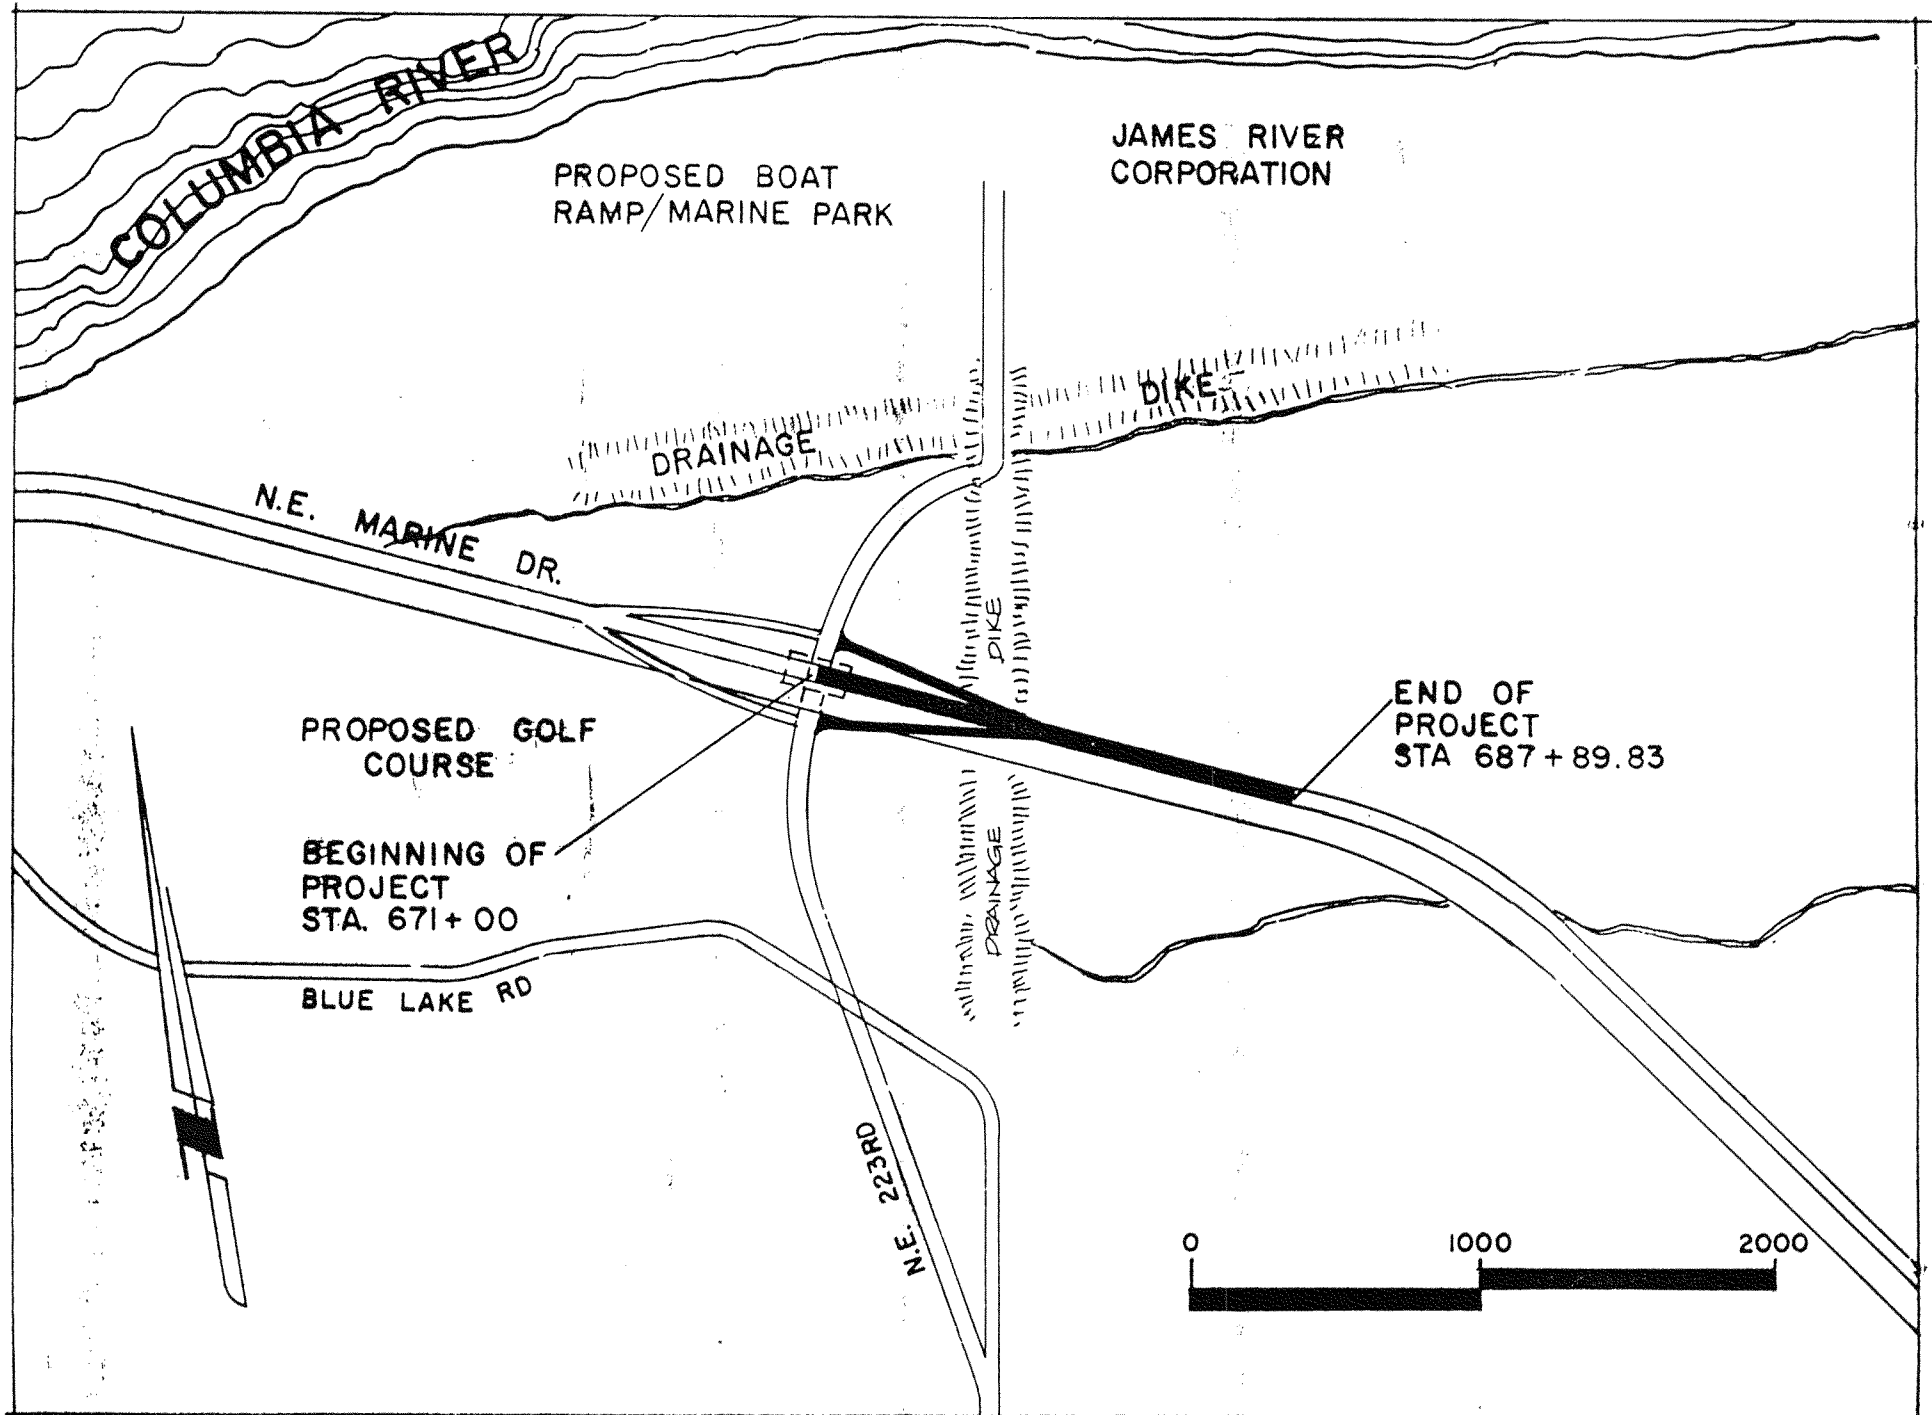 COLUMBIA RIVER
JAMES RIVER
CORPORATION
PROPOSED BOAT
RAMP/MARINE PARK
DIKE
DRAINAGE
N.E. MARINE DR.
DIKE
END OF
PROJECT
STA 687+89.83
PROPOSED GOLF
COURSE
BEGINNING OF
PROJECT
STA. 671+00
DRAINAGE
BLUE LAKE RD
N.E. 223RD
0 1000 2000